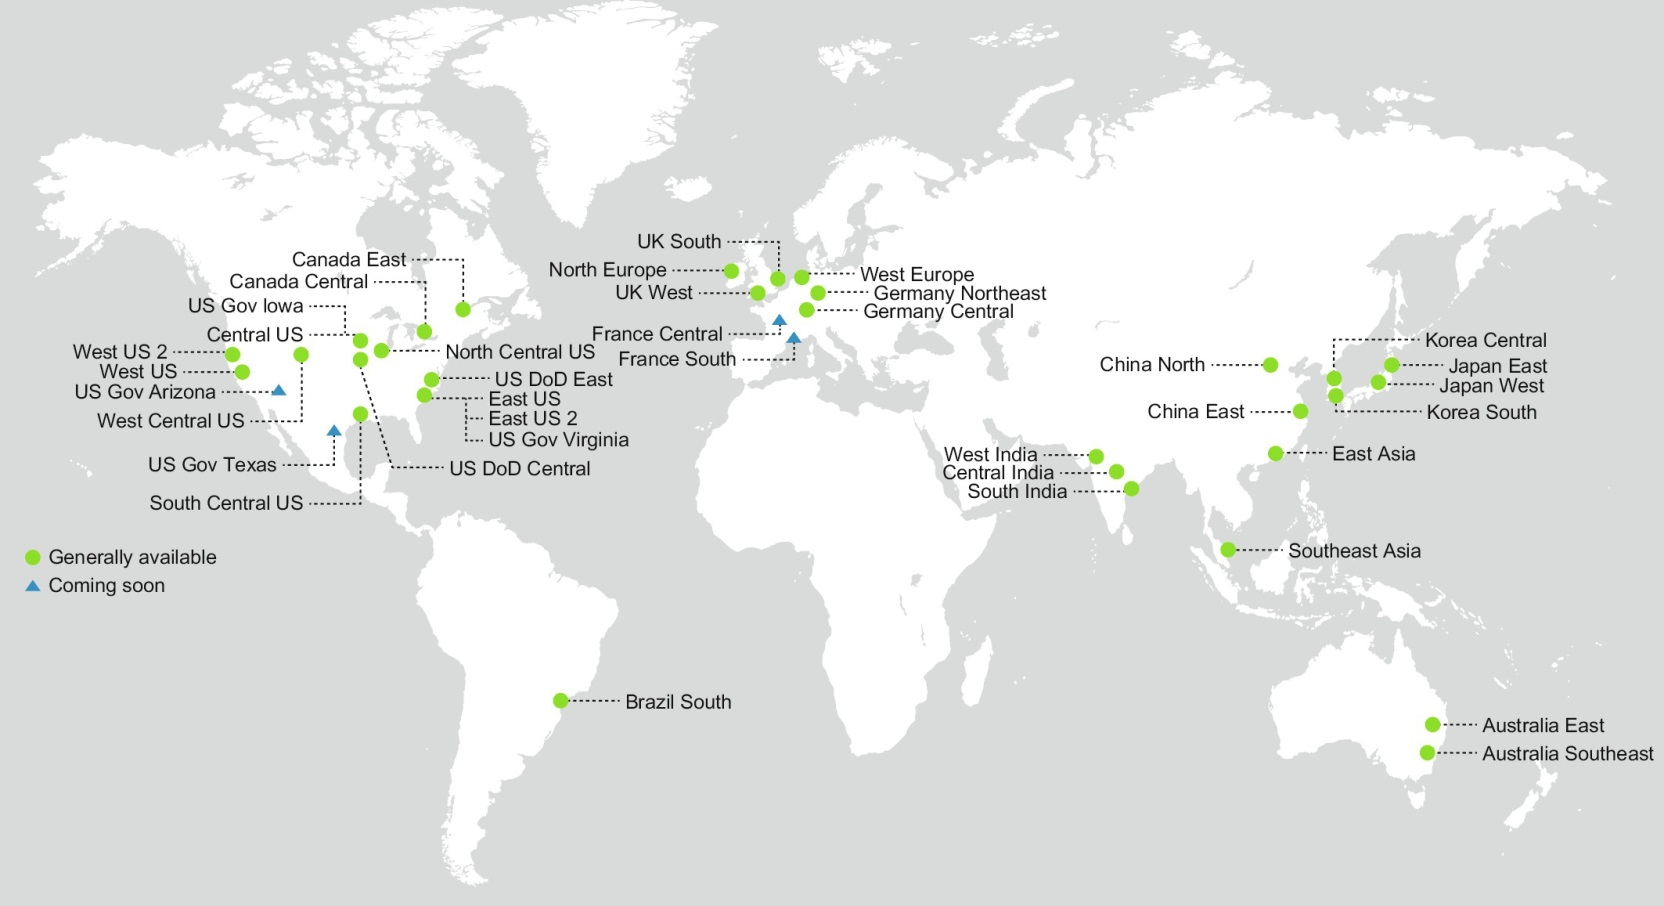 UK South
Canada East
North Europe
West Europe
Canada Central
UK West
Germany Northeast
US Gov Iowa
Germany Central
Central US
France Central
Korea Central
West US 2
North Central US
France South
China North
Japan East
West US
US DoD East
Japan West
US Gov Arizona
East US
China East
Korea South
West Central US
East US 2
US Gov Virginia
West India
East Asia
US Gov Texas
US DoD Central
Central India
South India
South Central US
Generally available
Southeast Asia
Coming soon
Brazil South
Australia East
Australia Southeast